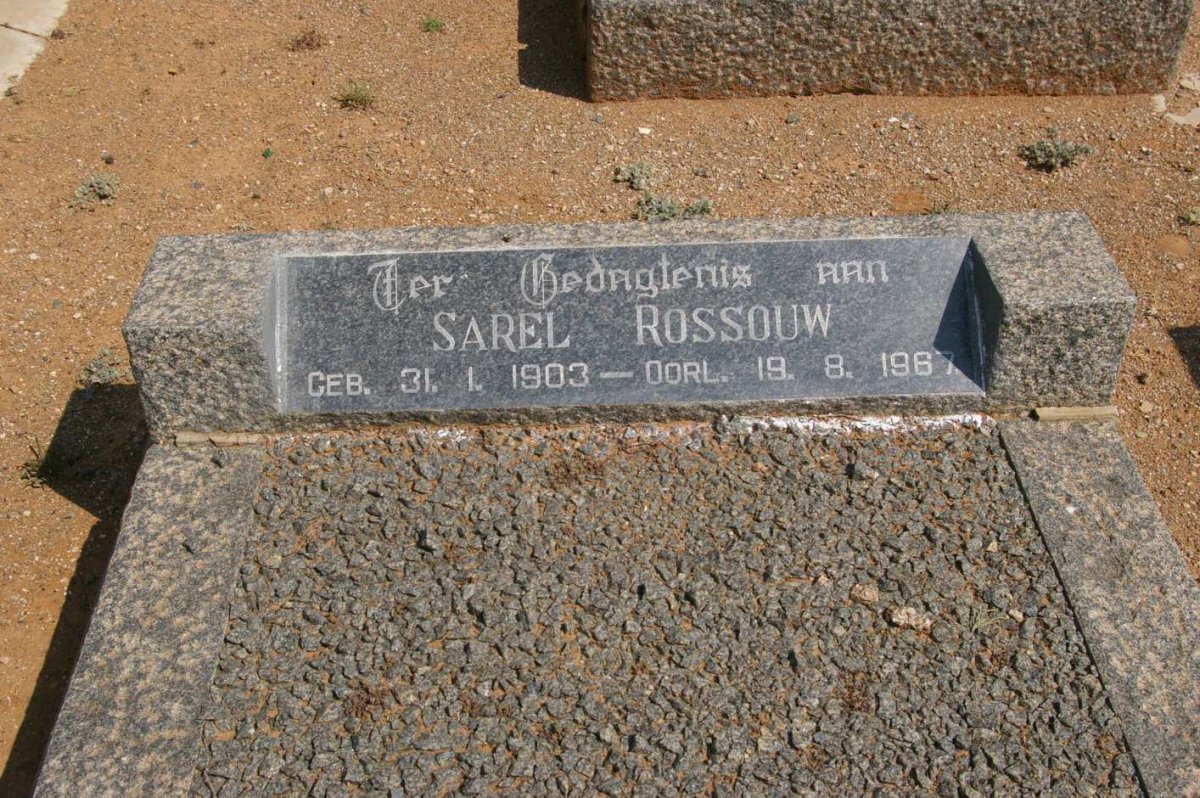 Ter Gedagtenis aan
SAREL ROSSOUW
GEB. 31. 1. 1903 — OORL. 19. 8. 1967